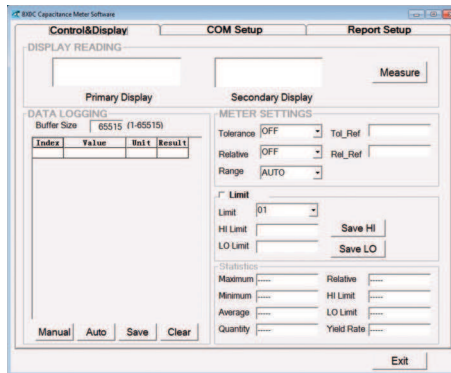 8XBC Capacitance Meter Software
Control&Display COM Setup Report Setup
DISPLAY READING
Measure
Primary Display Secondary Display
DATA LOGGING
Buffer Size 65515 (1-65515)
Index Value Unit Result
Manual Auto Save Clear
METER SETTINGS
Tolerance OFF Tol_Ref
Relative OFF Rel_Ref
Range AUTO
Limit
Limit 01
HI Limit Save HI
LO Limit Save LO
Statistics
Maximum ----- Relative -----
Minimum ----- HI Limit -----
Average ----- LO Limit -----
Quantity ----- Yield Rate -----
Exit